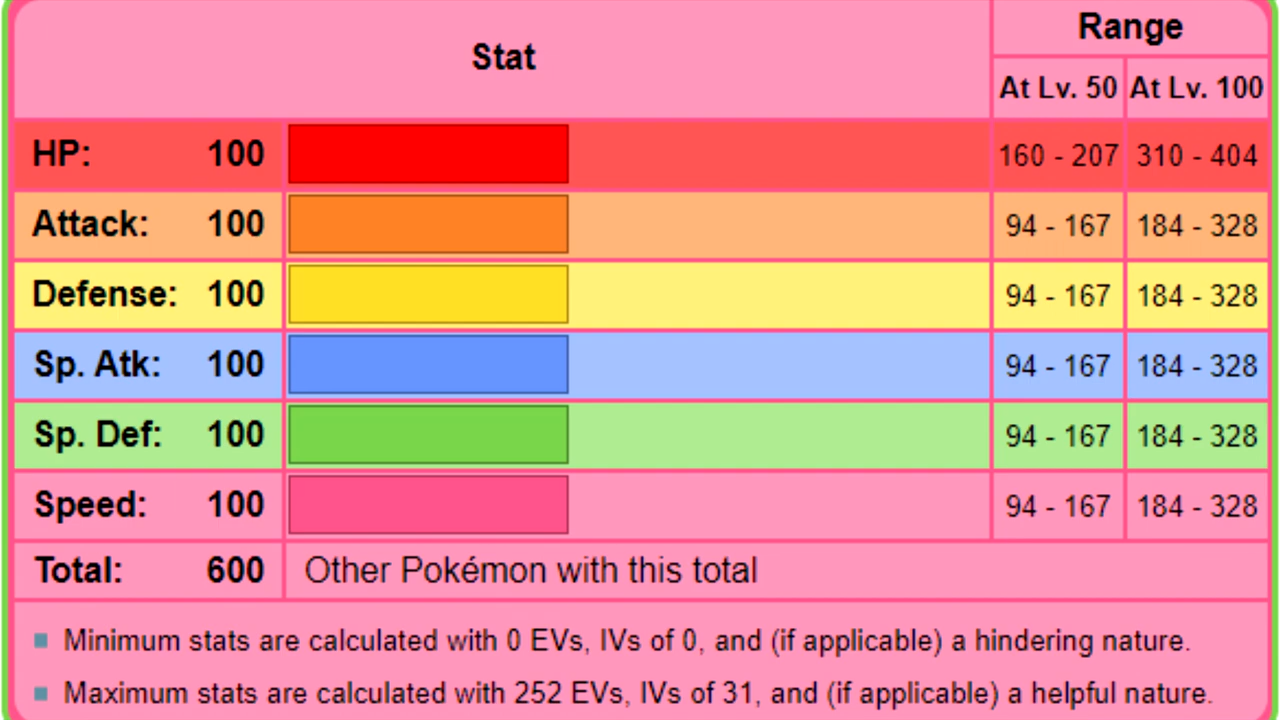 Stat
Range
At Lv. 50 At Lv. 100
HP: 100 160 - 207 310 - 404
Attack: 100 94 - 167 184 - 328
Defense: 100 94 - 167 184 - 328
Sp. Atk: 100 94 - 167 184 - 328
Sp. Def: 100 94 - 167 184 - 328
Speed: 100 94 - 167 184 - 328
Total: 600 Other Pokémon with this total
Minimum stats are calculated with 0 EVs, IVs of 0, and (if applicable) a hindering nature.
Maximum stats are calculated with 252 EVs, IVs of 31, and (if applicable) a helpful nature.